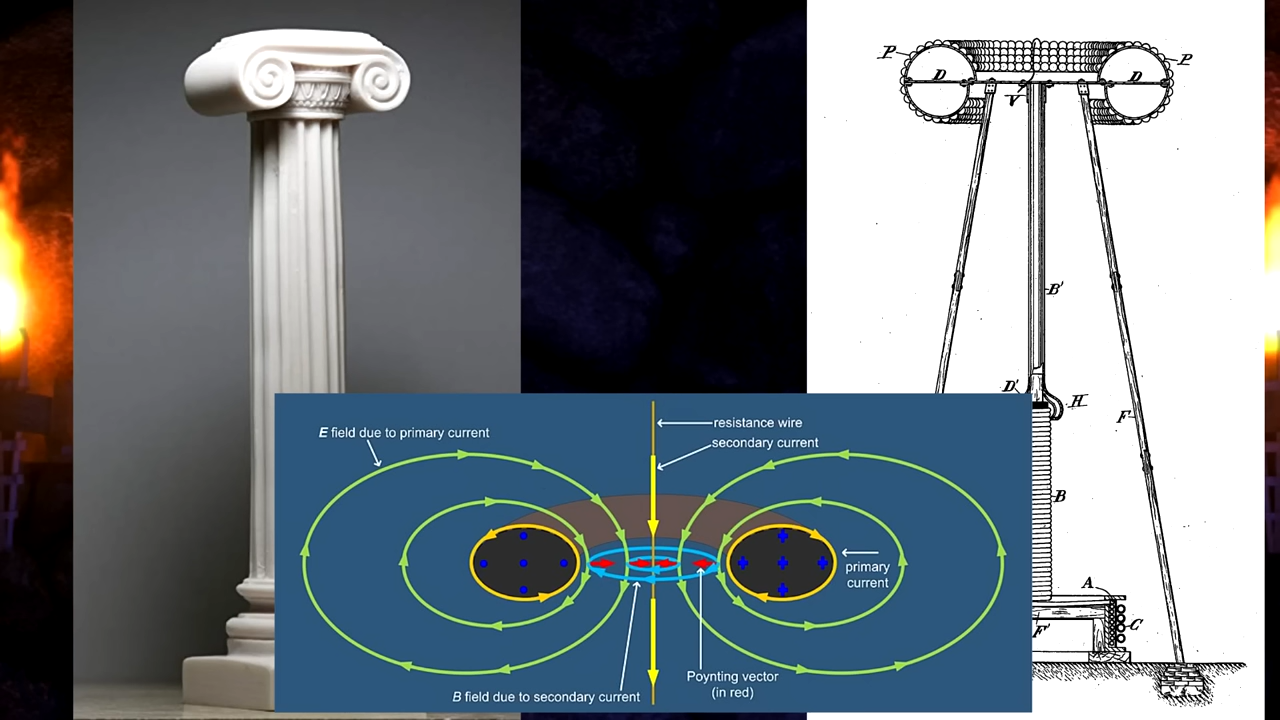 P
P
D
D
V
B'
D'
H
F
B
A
C
F'
E field due to primary current
resistance wire
secondary current
primary
current
Poynting vector
(in red)
B field due to secondary current